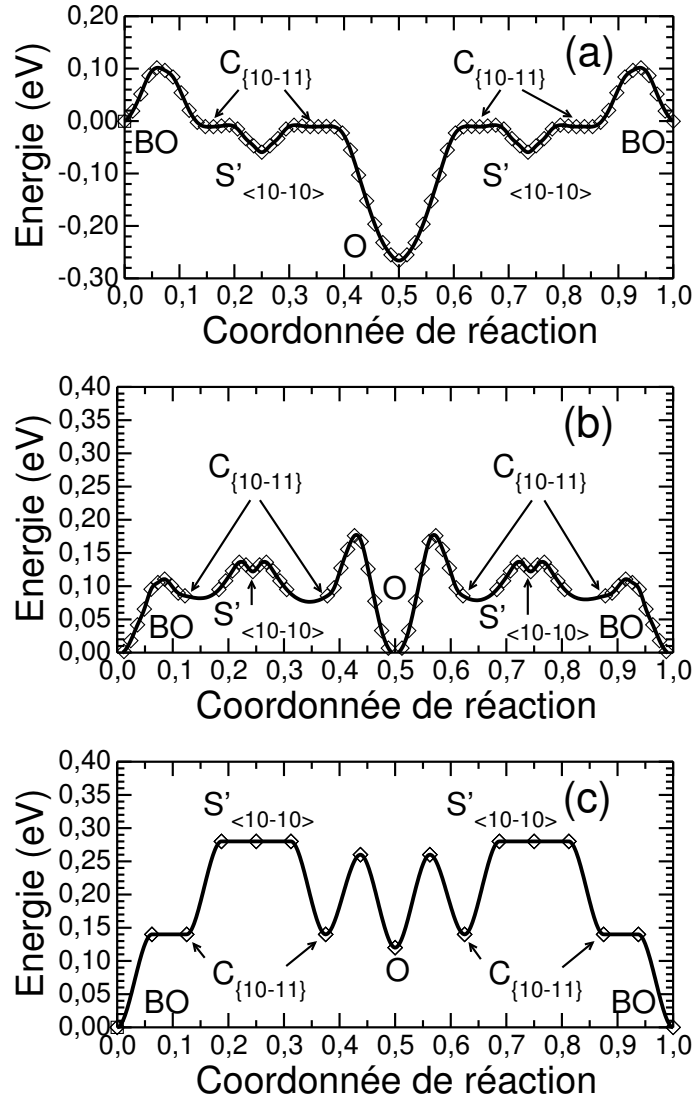 0,20
(a)
C{10-11}
C{10-11}
0,10
0,00
BO
BO
-0,10
S'<10-10>
S'<10-10>
-0,20
O
-0,30
Energie (eV)
0,0 0,1 0,2 0,3 0,4 0,5 0,6 0,7 0,8 0,9 1,0
Coordonnée de réaction
0,40
(b)
0,35
0,30
C{10-11}
C{10-11}
0,25
0,20
0,15
O
0,10
S'<10-10>
S'<10-10>
0,05
BO
BO
0,00
Energie (eV)
0,0 0,1 0,2 0,3 0,4 0,5 0,6 0,7 0,8 0,9 1,0
Coordonnée de réaction
0,40
S'<10-10>
S'<10-10>
(c)
0,35
0,30
0,25
0,20
0,15
0,10
C{10-11}
O
C{10-11}
0,05
BO
BO
0,00
Energie (eV)
0,0 0,1 0,2 0,3 0,4 0,5 0,6 0,7 0,8 0,9 1,0
Coordonnée de réaction